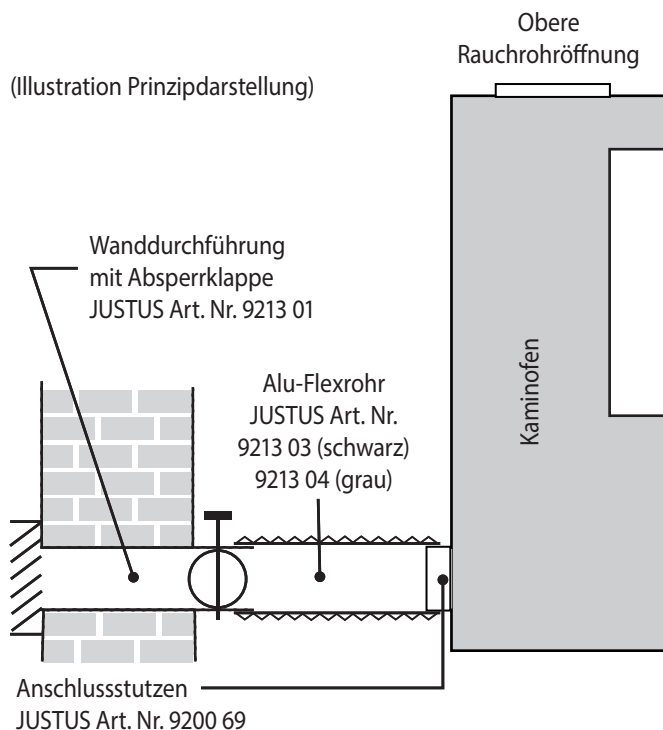 Obere
Rauchrohröffnung
(Illustration Prinzipdarstellung)
Wanddurchführung
mit Absperrklappe
JUSTUS Art. Nr. 9213 01
Alu-Flexrohr
JUSTUS Art. Nr.
9213 03 (schwarz)
9213 04 (grau)
Kaminofen
Anschlussstutzen
JUSTUS Art. Nr. 9200 69